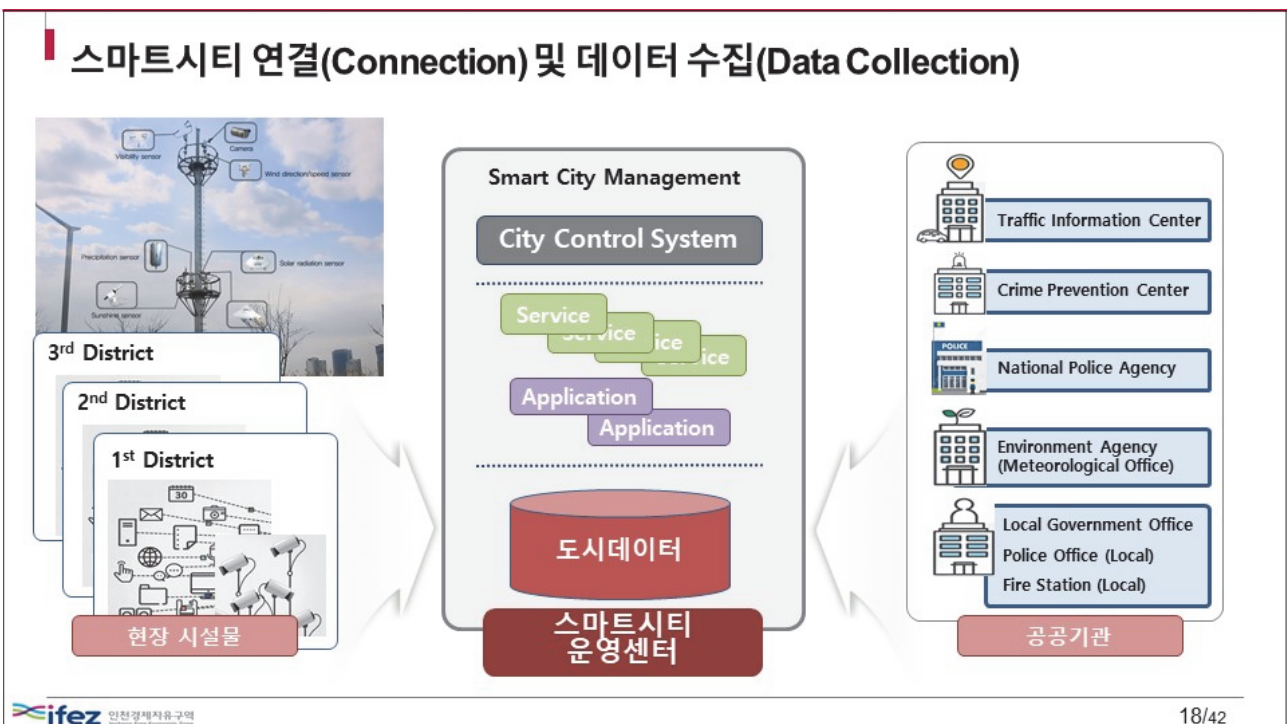 스마트시티 연결(Connection) 및 데이터 수집(Data Collection)
Visibility sensor
Camera
Wind direction/speed sensor
Precipitation sensor
Solar radiation sensor
Sunshine sensor
3rd District
2nd District
1st District
30
현장 시설물
Smart City Management
City Control System
Service
Service
Service
Service
Application
Application
도시데이터
스마트시티
운영센터
Traffic Information Center
Crime Prevention Center
POLICE
National Police Agency
Environment Agency
(Meteorological Office)
Local Government Office
Police Office (Local)
Fire Station (Local)
공공기관
ifez 인천경제자유구역
18/42